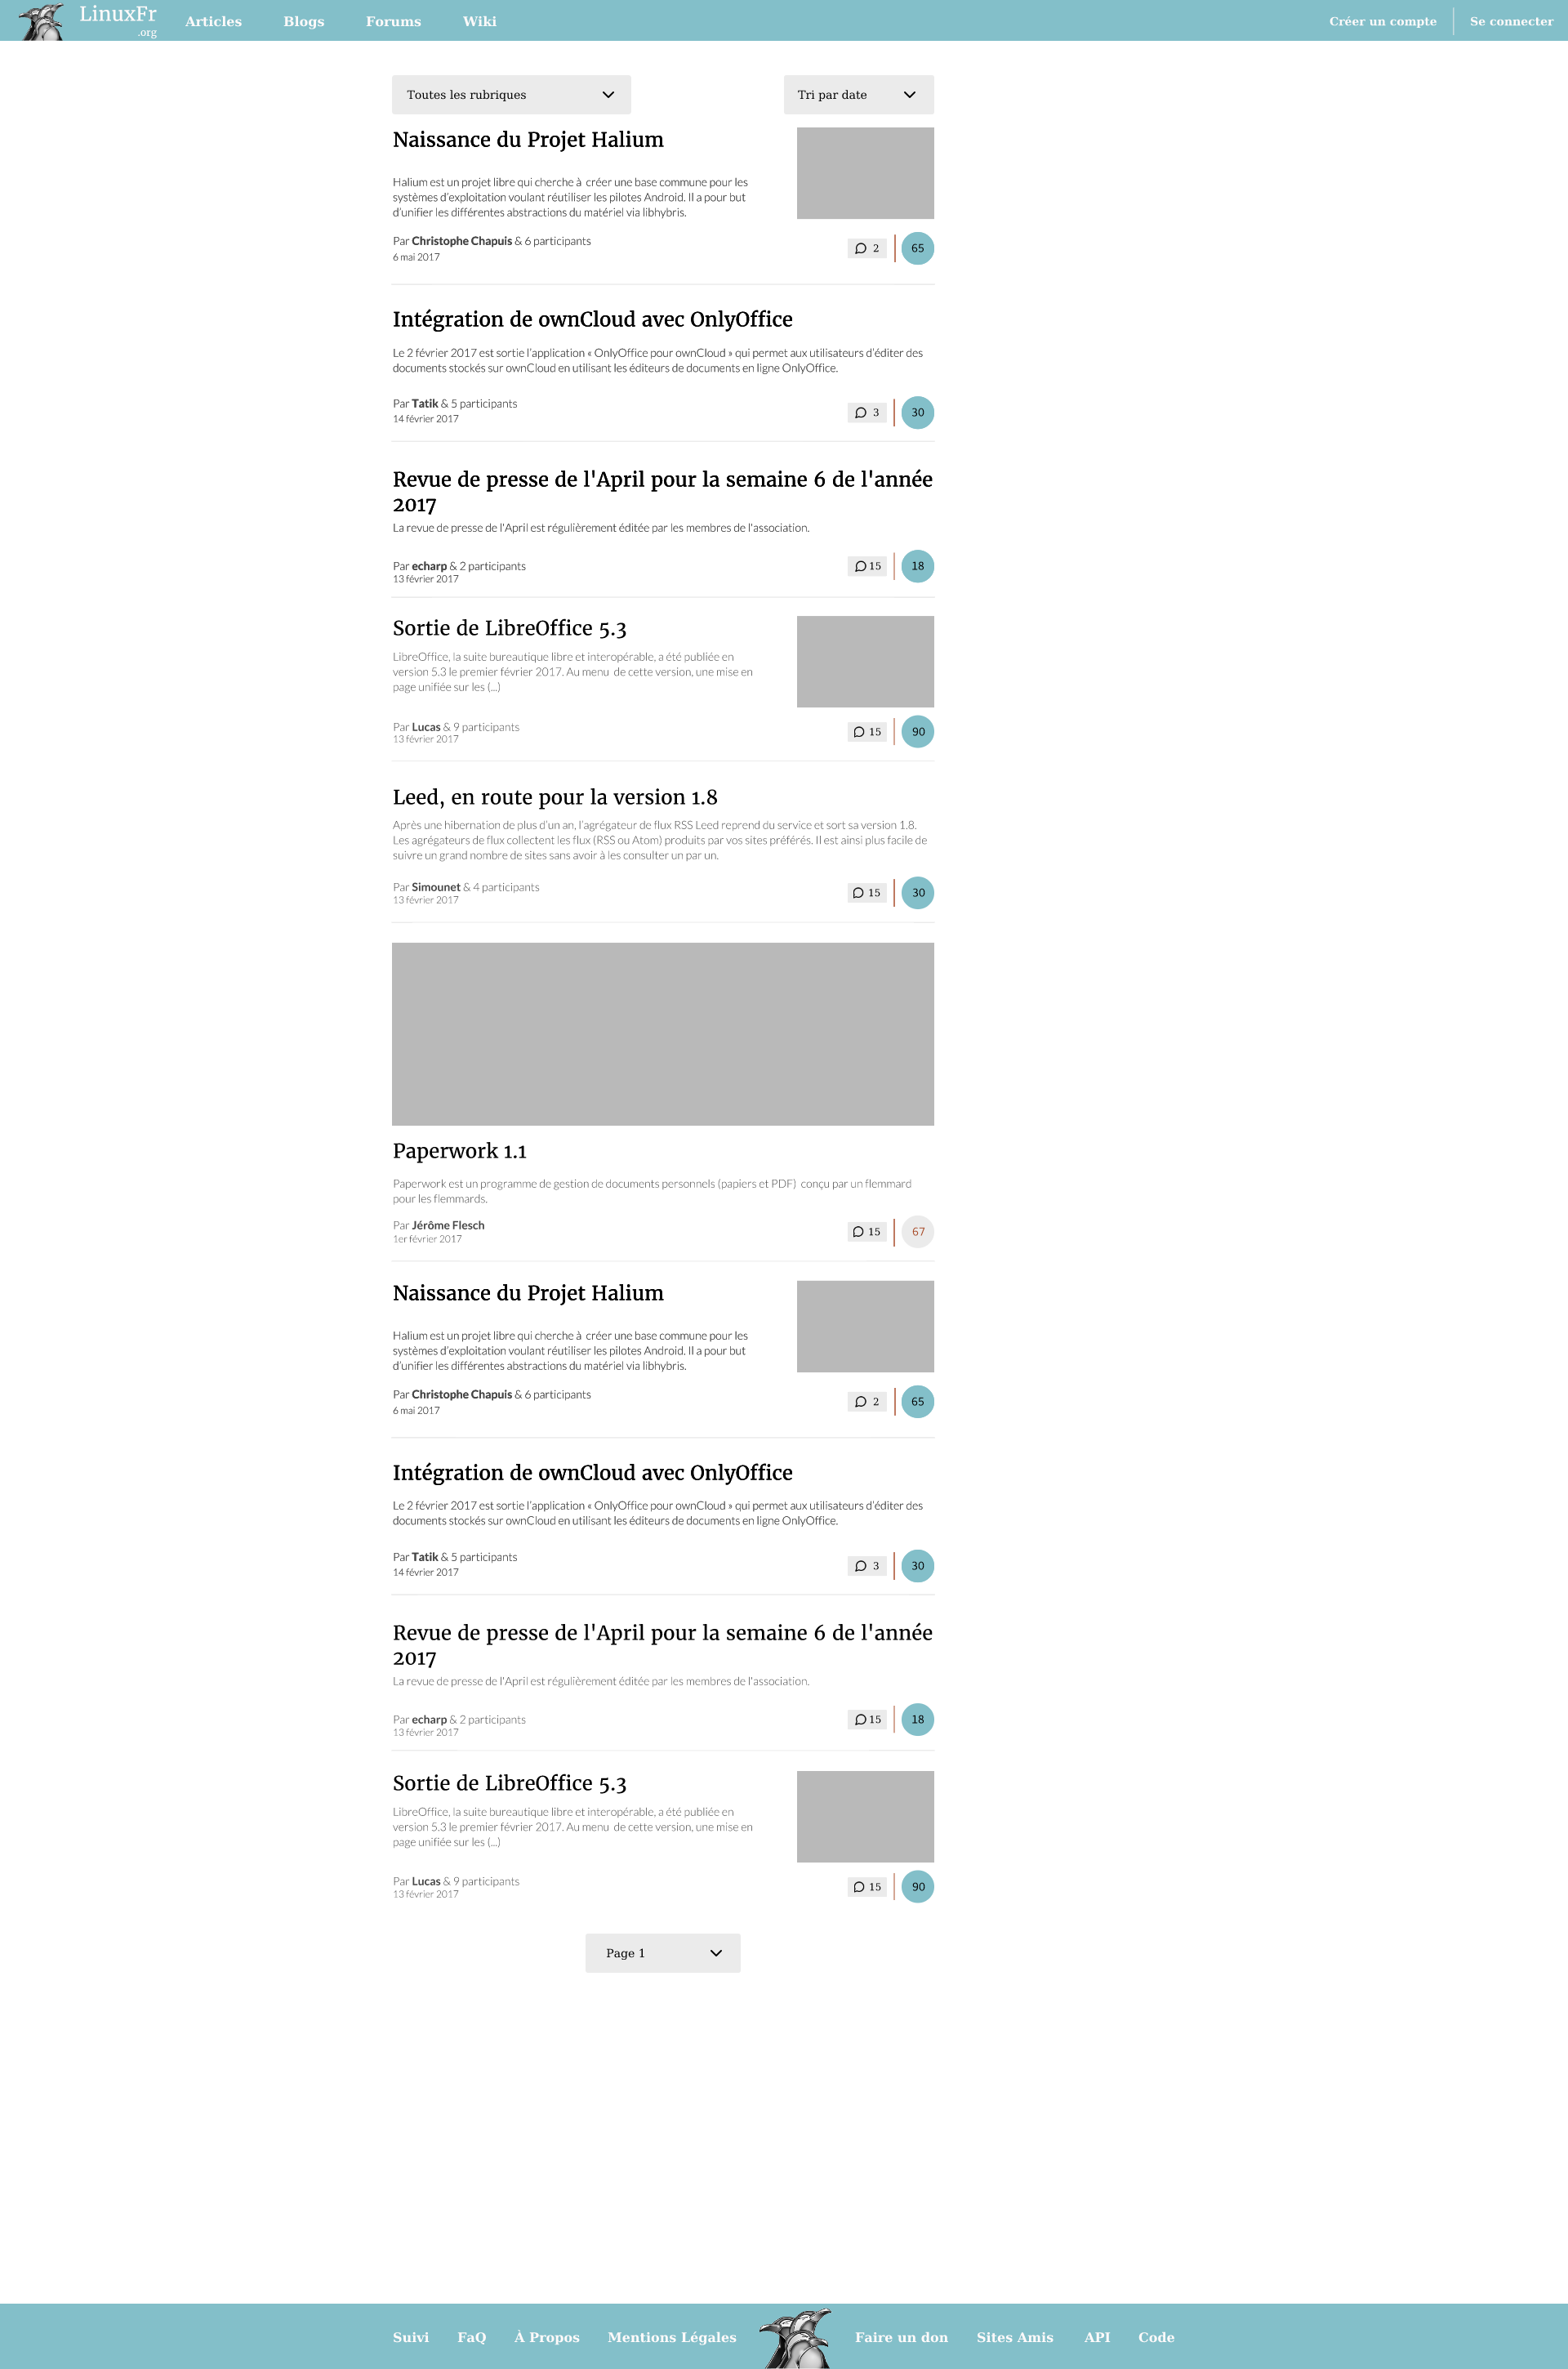 LinuxFr
.org
Articles
Blogs
Forums
Wiki
Créer un compte
Se connecter
Toutes les rubriques
Tri par date
Naissance du Projet Halium
Halium est un projet libre qui cherche à créer une base commune pour les
systèmes d'exploitation voulant réutiliser les pilotes Android. Il a pour but
d'unifier les différentes abstractions du matériel via libhybris.
Par Christophe Chapuis & 6 participants
6 mai 2017
2
65
Intégration de ownCloud avec OnlyOffice
Le 2 février 2017 est sortie l'application « OnlyOffice pour ownCloud » qui permet aux utilisateurs d'éditer des
documents stockés sur ownCloud en utilisant les éditeurs de documents en ligne OnlyOffice.
Par Tatik & 5 participants
14 février 2017
3
30
Revue de presse de l'April pour la semaine 6 de l'année
2017
La revue de presse de l'April est régulièrement éditée par les membres de l'association.
Par echarp & 2 participants
13 février 2017
15
18
Sortie de LibreOffice 5.3
LibreOffice, la suite bureautique libre et interopérable, a été publiée en
version 5.3 le premier février 2017. Au menu de cette version, une mise en
page unifiée sur les (...)
Par Lucas & 9 participants
13 février 2017
15
90
Leed, en route pour la version 1.8
Après une hibernation de plus d'un an, l'agrégateur de flux RSS Leed reprend du service et sort sa version 1.8.
Les agrégateurs de flux collectent les flux (RSS ou Atom) produits par vos sites préférés. Il est ainsi plus facile de
suivre un grand nombre de sites sans avoir à les consulter un par un.
Par Simounet & 4 participants
13 février 2017
15
30
Paperwork 1.1
Paperwork est un programme de gestion de documents personnels (papiers et PDF) conçu par un flemmard
pour les flemmards.
Par Jérôme Flesch
1er février 2017
15
67
Naissance du Projet Halium
Halium est un projet libre qui cherche à créer une base commune pour les
systèmes d'exploitation voulant réutiliser les pilotes Android. Il a pour but
d'unifier les différentes abstractions du matériel via libhybris.
Par Christophe Chapuis & 6 participants
6 mai 2017
2
65
Intégration de ownCloud avec OnlyOffice
Le 2 février 2017 est sortie l'application « OnlyOffice pour ownCloud » qui permet aux utilisateurs d'éditer des
documents stockés sur ownCloud en utilisant les éditeurs de documents en ligne OnlyOffice.
Par Tatik & 5 participants
14 février 2017
3
30
Revue de presse de l'April pour la semaine 6 de l'année
2017
La revue de presse de l'April est régulièrement éditée par les membres de l'association.
Par echarp & 2 participants
13 février 2017
15
18
Sortie de LibreOffice 5.3
LibreOffice, la suite bureautique libre et interopérable, a été publiée en
version 5.3 le premier février 2017. Au menu de cette version, une mise en
page unifiée sur les (...)
Par Lucas & 9 participants
13 février 2017
15
90
Page 1
Suivi
FaQ
À Propos
Mentions Légales
Faire un don
Sites Amis
API
Code